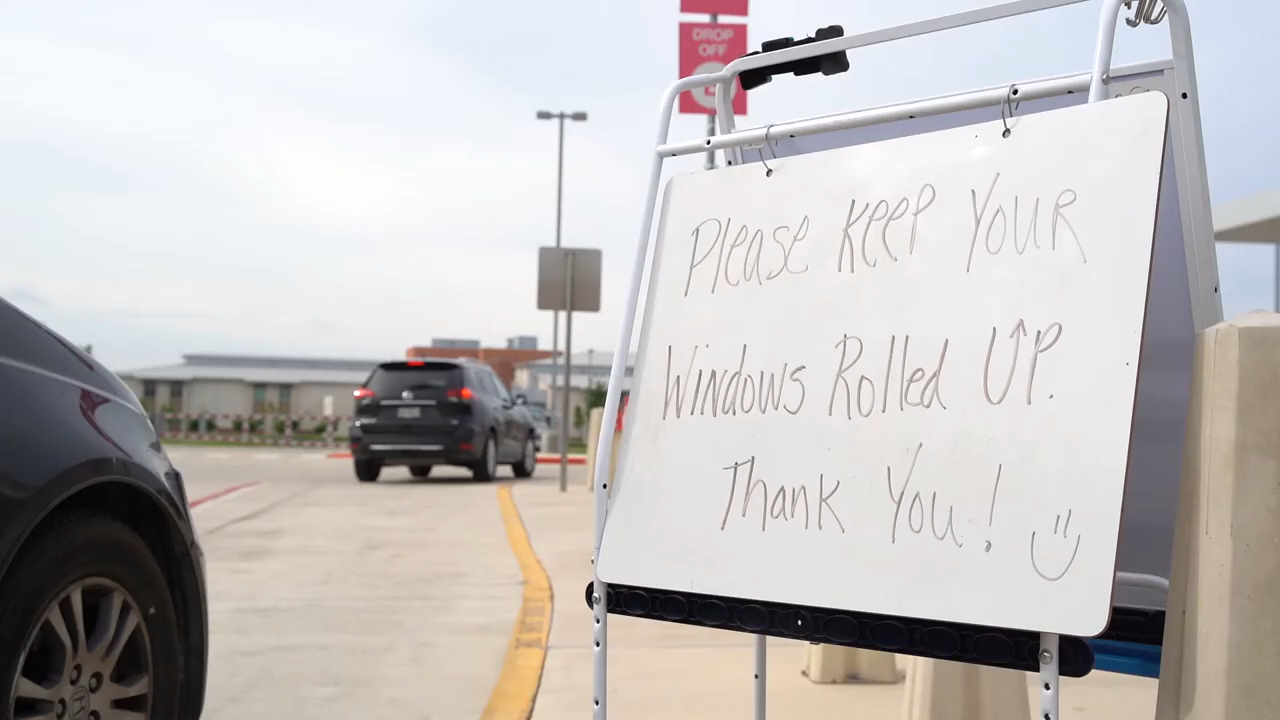 DROP
OFF
Please Keep Your
Windows Rolled UP.
Thank You!